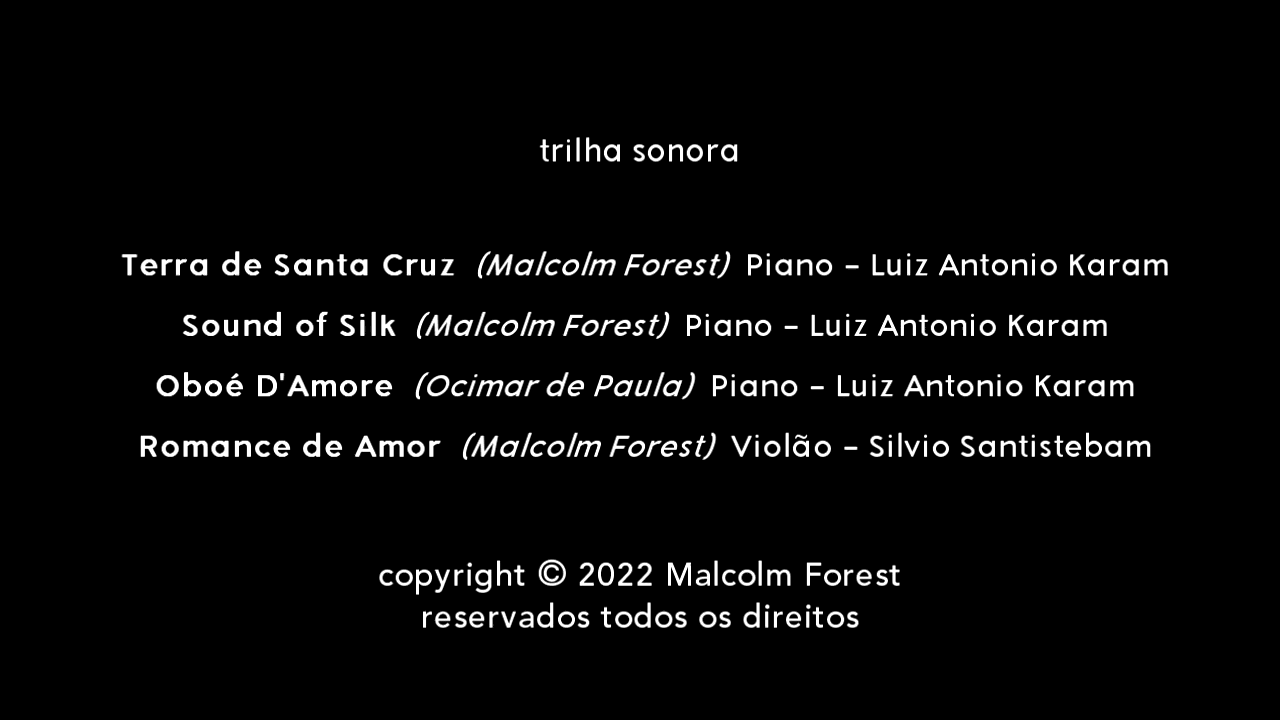 trilha sonora
Terra de Santa Cruz (Malcolm Forest) Piano – Luiz Antonio Karam
Sound of Silk (Malcolm Forest) Piano – Luiz Antonio Karam
Oboé D'Amore (Ocimar de Paula) Piano – Luiz Antonio Karam
Romance de Amor (Malcolm Forest) Violão – Silvio Santistebam
copyright © 2022 Malcolm Forest
reservados todos os direitos